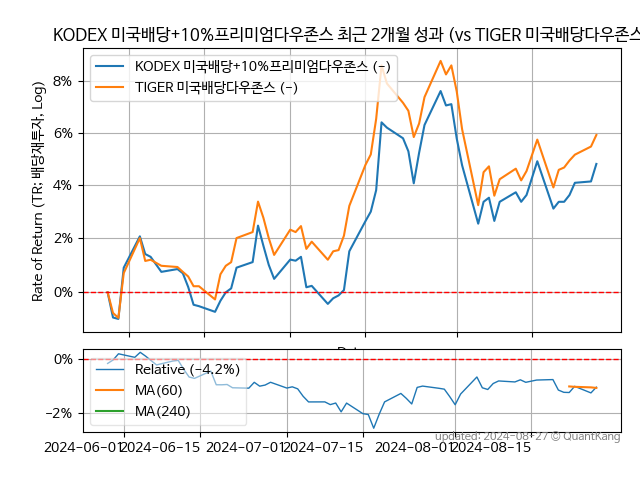 KODEX 미국배당+10%프리미엄다우존스 최근 2개월 성과 (vs TIGER 미국배당다우존스
KODEX 미국배당+10%프리미엄다우존스 (-)
TIGER 미국배당다우존스 (-)
Rate of Return (TR: 배당재투자, Log)
8%
6%
4%
2%
0%
0%
-2%
Relative (-4.2%)
MA(60)
MA(240)
2024-06-01 2024-06-15 2024-07-01 2024-07-15 2024-08-01 2024-08-15
updated: 2024-08-27 © QuantKang